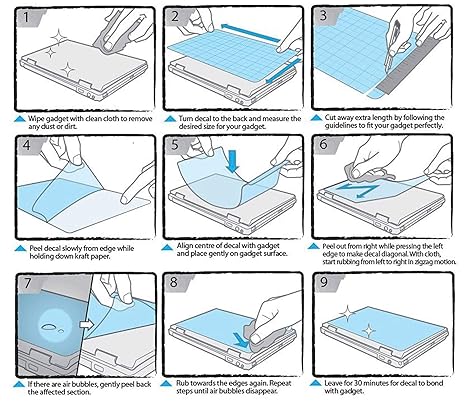 1
2
3
Wipe gadget with clean cloth to remove
any dust or dirt.
Turn decal to the back and measure the
desired size for your gadget.
Cut away extra length by following the
guidelines to fit your gadget perfectly.
4
5
6
Peel decal slowly from edge while
holding down kraft paper.
Align centre of decal with gadget
and place gently on gadget surface.
Peel out from right while pressing the left
edge to make decal diagonal. With cloth,
start rubbing from left to right in zigzag motion.
7
8
9
If there are air bubbles, gently peel back
the affected section.
Rub towards the edges again. Repeat
steps until air bubbles disappear.
Leave for 30 minutes for decal to bond
with gadget.